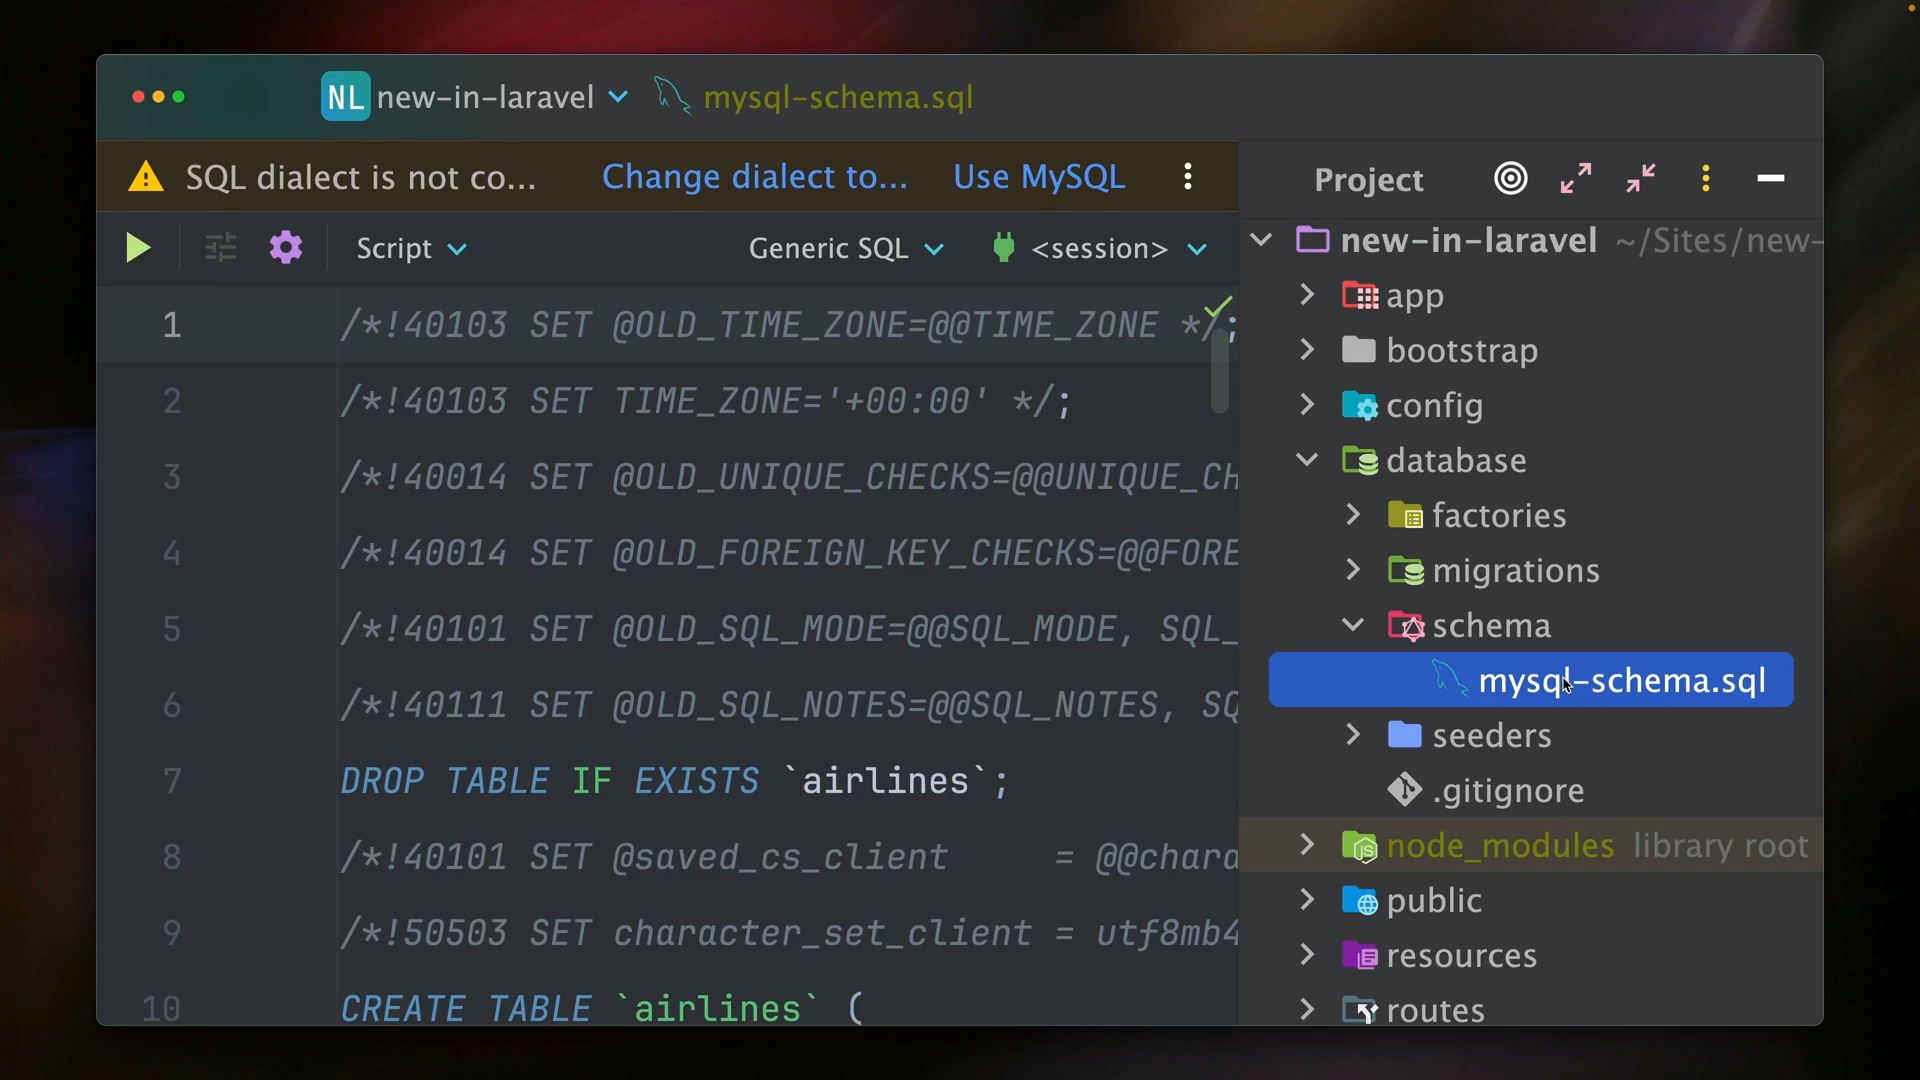 NL new-in-laravel mysql-schema.sql
SQL dialect is not co... Change dialect to... Use MySQL
Script Generic SQL <session>
1 /*!40103 SET @OLD_TIME_ZONE=@@TIME_ZONE */;
2 /*!40103 SET TIME_ZONE='+00:00' */;
3 /*!40014 SET @OLD_UNIQUE_CHECKS=@@UNIQUE_CH
4 /*!40014 SET @OLD_FOREIGN_KEY_CHECKS=@@FORE
5 /*!40101 SET @OLD_SQL_MODE=@@SQL_MODE, SQL_
6 /*!40111 SET @OLD_SQL_NOTES=@@SQL_NOTES, SQ
7 DROP TABLE IF EXISTS `airlines`;
8 /*!40101 SET @saved_cs_client     = @@chara
9 /*!50503 SET character_set_client = utf8mb4
10 CREATE TABLE `airlines` (
Project
new-in-laravel ~/Sites/new-
app
bootstrap
config
database
factories
migrations
schema
mysql-schema.sql
seeders
.gitignore
node_modules library root
public
resources
routes